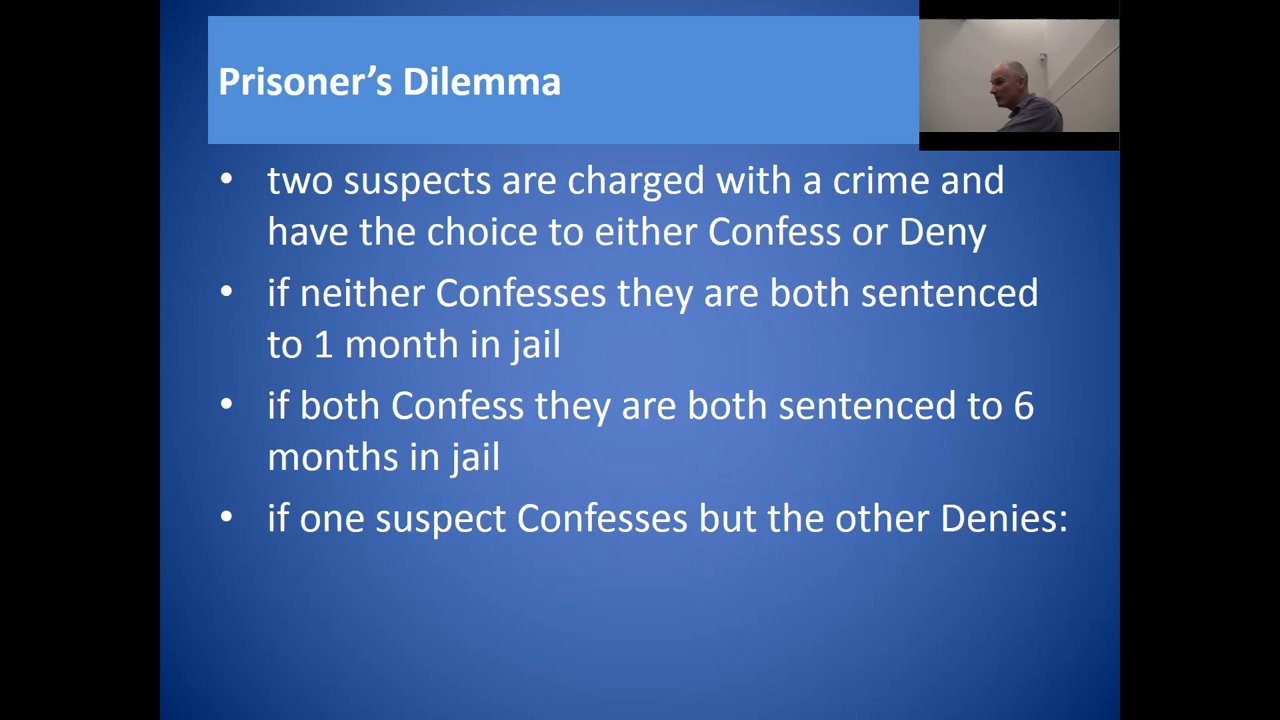 Prisoner’s Dilemma
• two suspects are charged with a crime and
have the choice to either Confess or Deny
• if neither Confesses they are both sentenced
to 1 month in jail
• if both Confess they are both sentenced to 6
months in jail
• if one suspect Confesses but the other Denies: